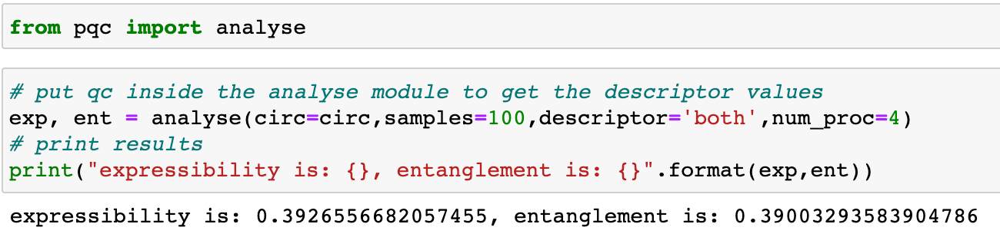 from pqc import analyse
# put qc inside the analyse module to get the descriptor values
exp, ent = analyse(circ=circ,samples=100,descriptor='both',num_proc=4)
# print results
print("expressibility is: {}, entanglement is: {}".format(exp,ent))
expressibility is: 0.3926556682057455, entanglement is: 0.39003293583904786